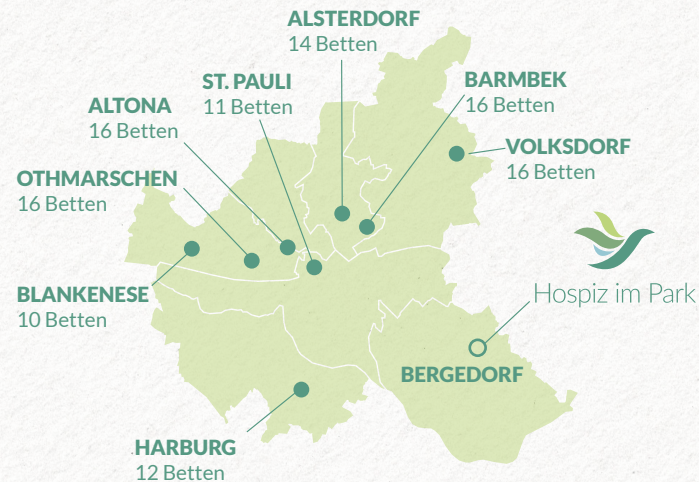 ALSTERDORF
14 Betten
ST. PAULI
11 Betten
BARMBEK
16 Betten
ALTONA
16 Betten
VOLKSDORF
16 Betten
OTHMARSCHEN
16 Betten
BLANKENESE
10 Betten
Hospiz im Park
BERGEDORF
HARBURG
12 Betten